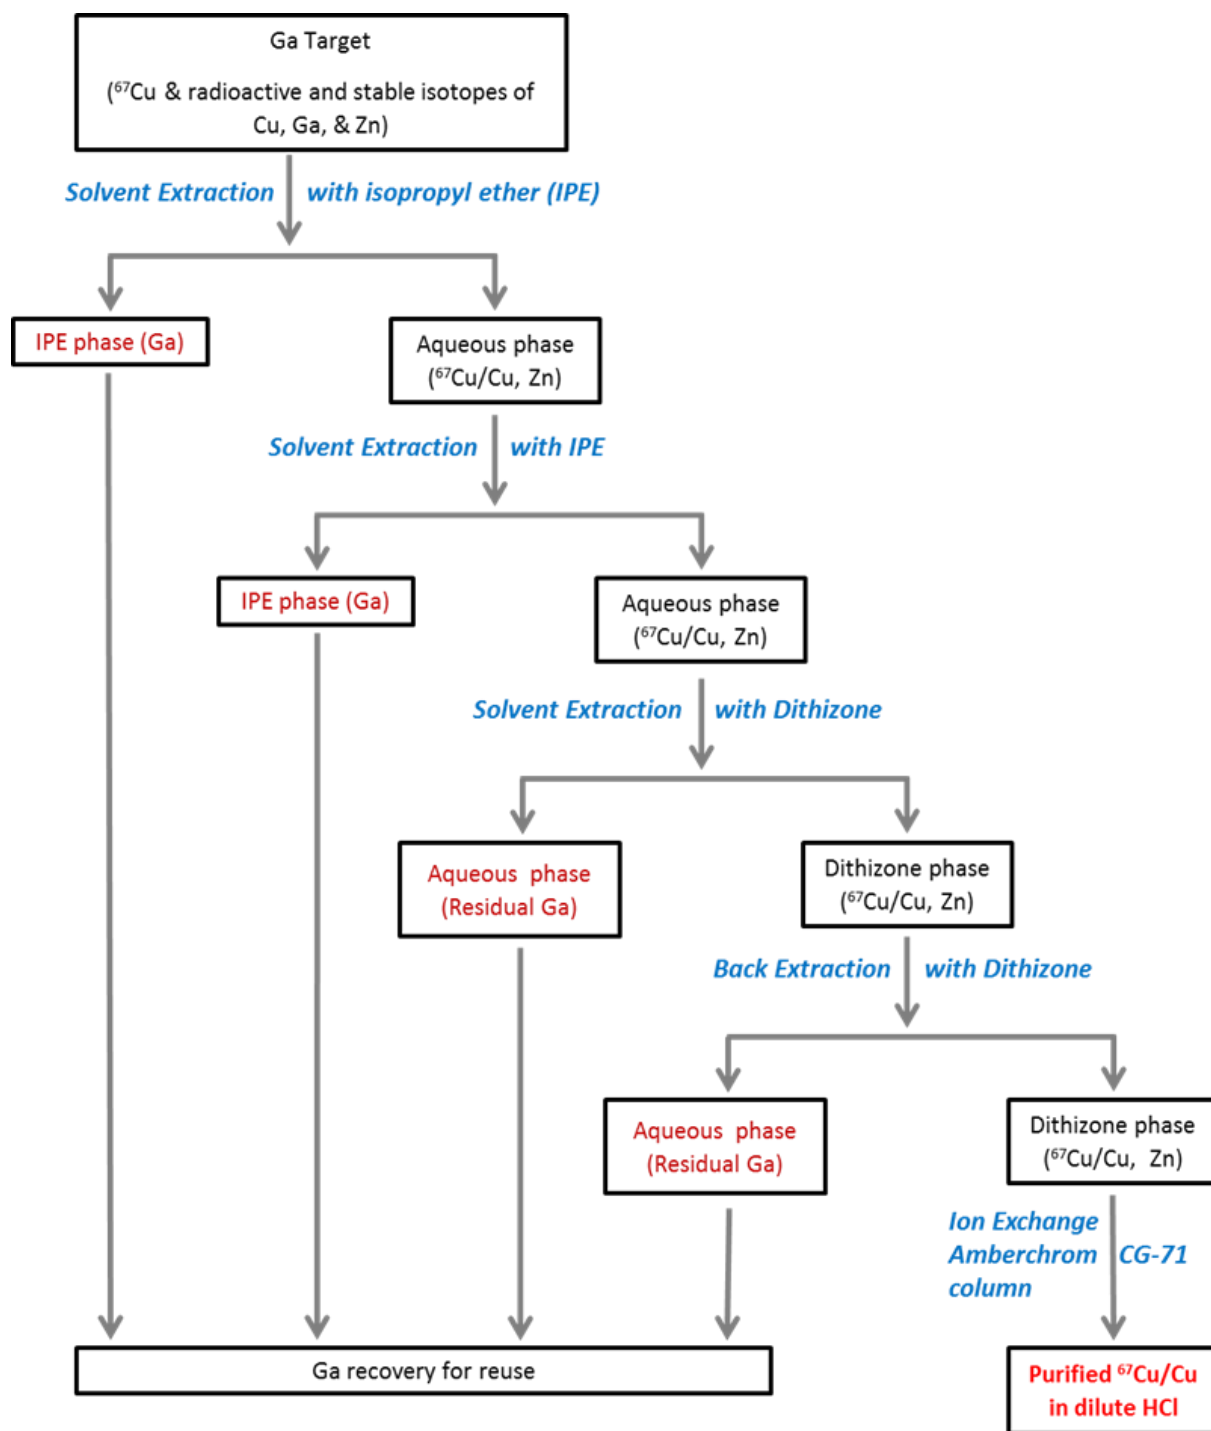 Ga Target
(⁶⁷Cu & radioactive and stable isotopes of
Cu, Ga, & Zn)
Solvent Extraction with isopropyl ether (IPE)
IPE phase (Ga)
Aqueous phase
(⁶⁷Cu/Cu, Zn)
Solvent Extraction with IPE
IPE phase (Ga)
Aqueous phase
(⁶⁷Cu/Cu, Zn)
Solvent Extraction with Dithizone
Aqueous phase
(Residual Ga)
Dithizone phase
(⁶⁷Cu/Cu, Zn)
Back Extraction with Dithizone
Aqueous phase
(Residual Ga)
Dithizone phase
(⁶⁷Cu/Cu, Zn)
Ion Exchange
Amberchrom CG-71
column
Ga recovery for reuse
Purified ⁶⁷Cu/Cu
in dilute HCl